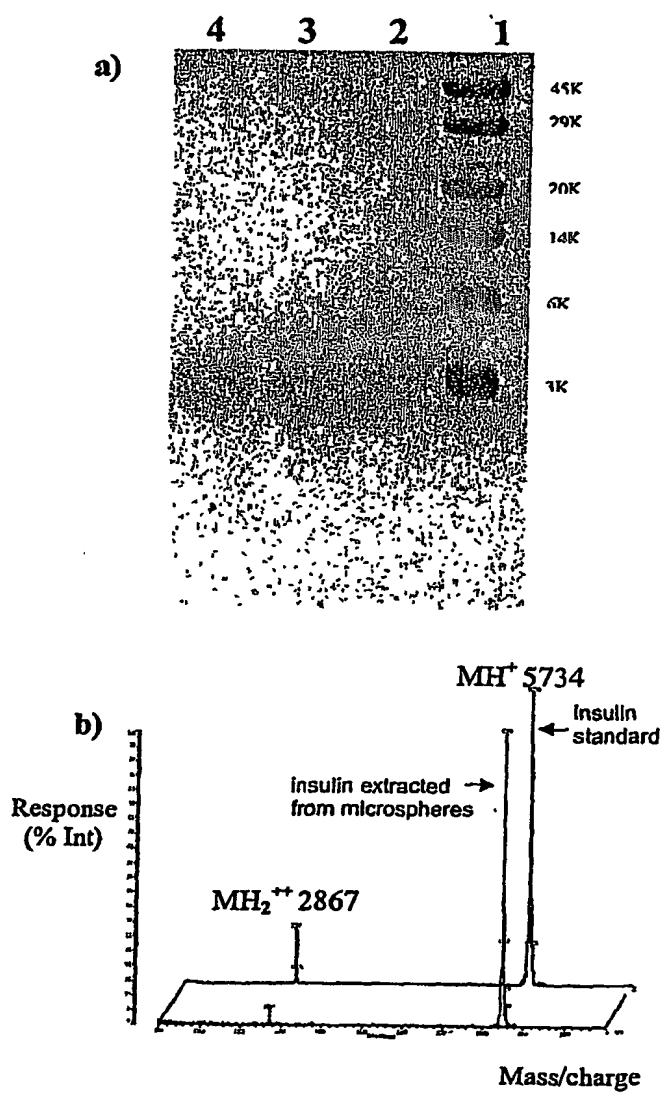 4 3 2 1
a)
45K
29K
20K
14K
6K
3K
MH⁺ 5734
b)
Insulin
standard
insulin extracted
from microspheres
Response
(% Int)
MH₂⁺⁺ 2867
Mass/charge